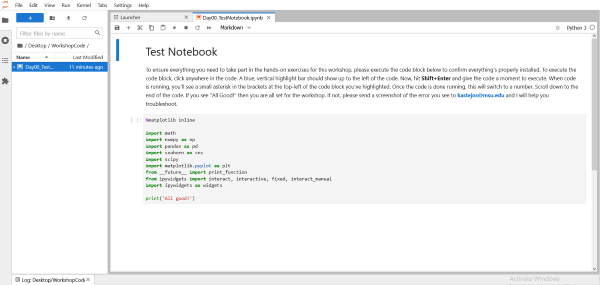 File Edit View Run Kernel Tabs Settings Help
Launcher
Day00_TestNotebook.ipynb
Markdown
Python 3
Filter files by name
/ Desktop / WorkshopCode /
Name
Last Modified
Day00_Test...
11 minutes ago
Test Notebook
To ensure everything you need to take part in the hands-on exercises for this workshop, please execute the code block below to confirm everything's properly installed. To execute the
code block, click anywhere in the code. A blue, vertical highlight bar should show up to the left of the code. Now, hit Shift+Enter and give the code a moment to execute. When code
is running, you'll see a small asterisk in the brackets at the top-left of the code block you've highlighted. Once the code is done running, this will switch to a number. Scroll down to the
end of the code. If you see "All Good!" then you are all set for the workshop. If not, please send a screenshot of the error you see to kastejos@msu.edu and I will help you
troubleshoot.
[ ]:
%matplotlib inline
import math
import numpy as np
import pandas as pd
import seaborn as sns
import scipy
import matplotlib.pyplot as plt
from __future__ import print_function
from ipywidgets import interact, interactive, fixed, interact_manual
import ipywidgets as widgets
print("All good!")
Log: Desktop/WorkshopCod
Activate Windows